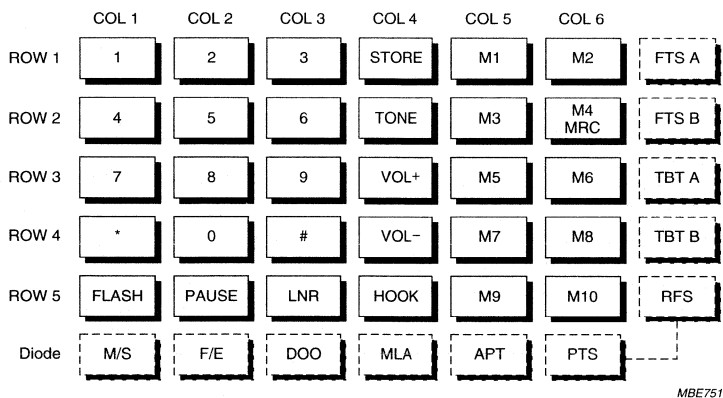 COL 1 COL 2 COL 3 COL 4 COL 5 COL 6
ROW 1 1 2 3 STORE M1 M2 FTS A
ROW 2 4 5 6 TONE M3 M4 MRC FTS B
ROW 3 7 8 9 VOL+ M5 M6 TBT A
ROW 4 * 0 # VOL− M7 M8 TBT B
ROW 5 FLASH PAUSE LNR HOOK M9 M10 RFS
Diode M/S F/E DOO MLA APT PTS
MBE751